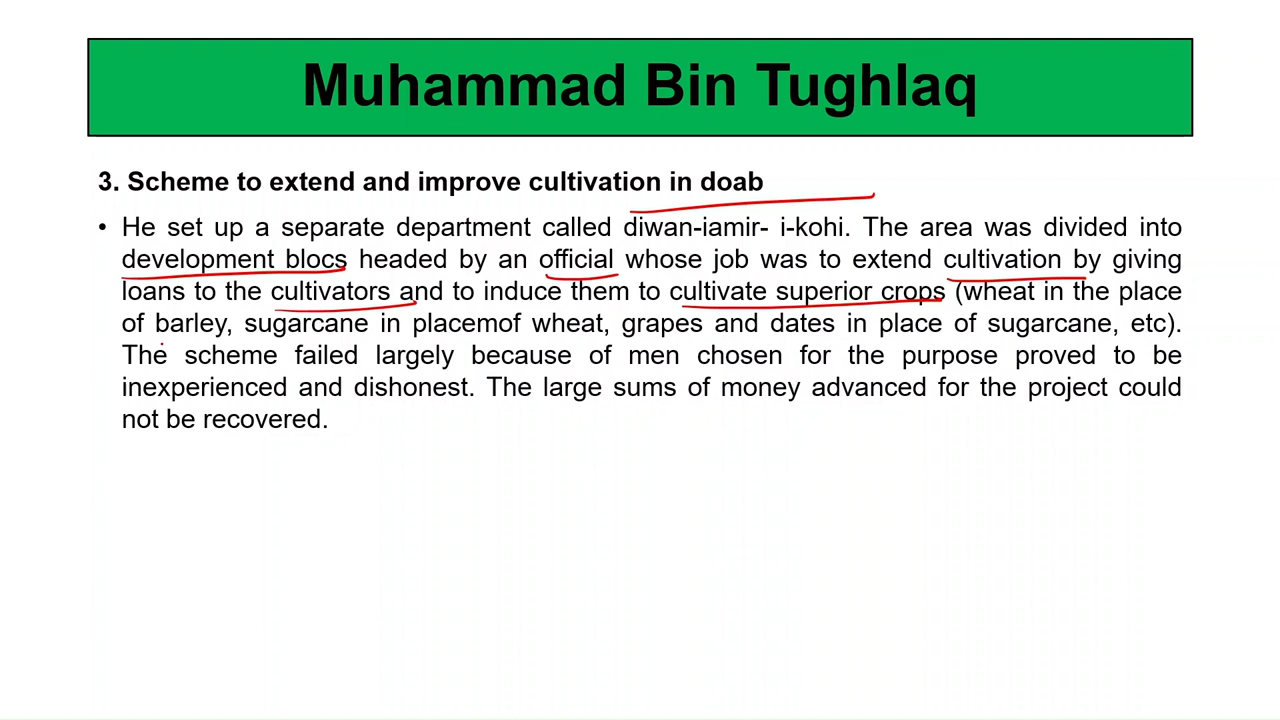 Muhammad Bin Tughlaq
3. Scheme to extend and improve cultivation in doab
• He set up a separate department called diwan-iamir- i-kohi. The area was divided into
development blocs headed by an official whose job was to extend cultivation by giving
loans to the cultivators and to induce them to cultivate superior crops (wheat in the place
of barley, sugarcane in placemof wheat, grapes and dates in place of sugarcane, etc).
The scheme failed largely because of men chosen for the purpose proved to be
inexperienced and dishonest. The large sums of money advanced for the project could
not be recovered.